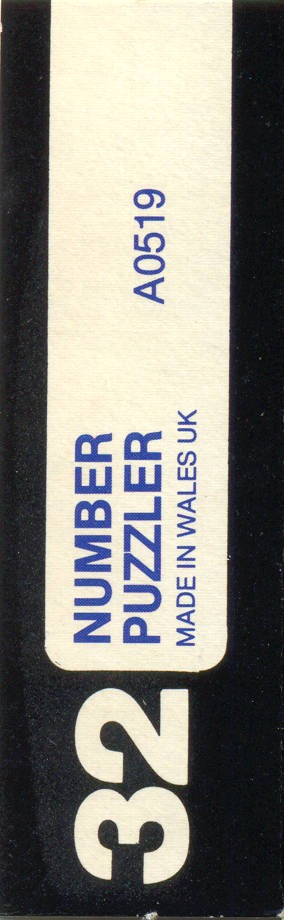 32
NUMBER
PUZZLER A0519
MADE IN WALES UK